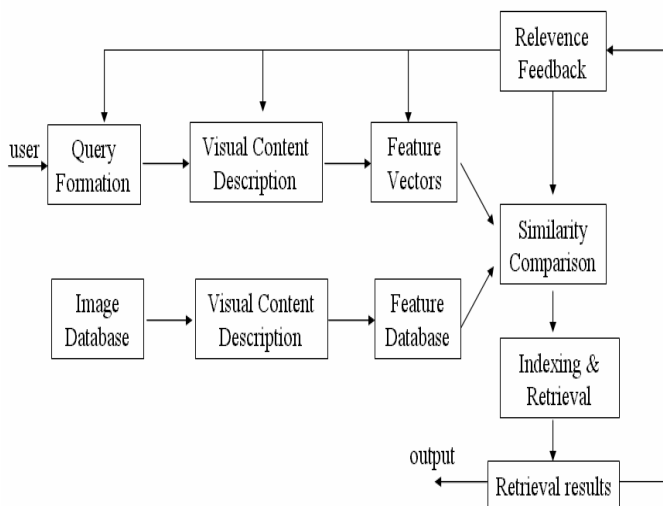 Relevence
Feedback
user
Query
Formation
Visual Content
Description
Feature
Vectors
Similarity
Comparison
Image
Database
Visual Content
Description
Feature
Database
Indexing &
Retrieval
output
Retrieval results